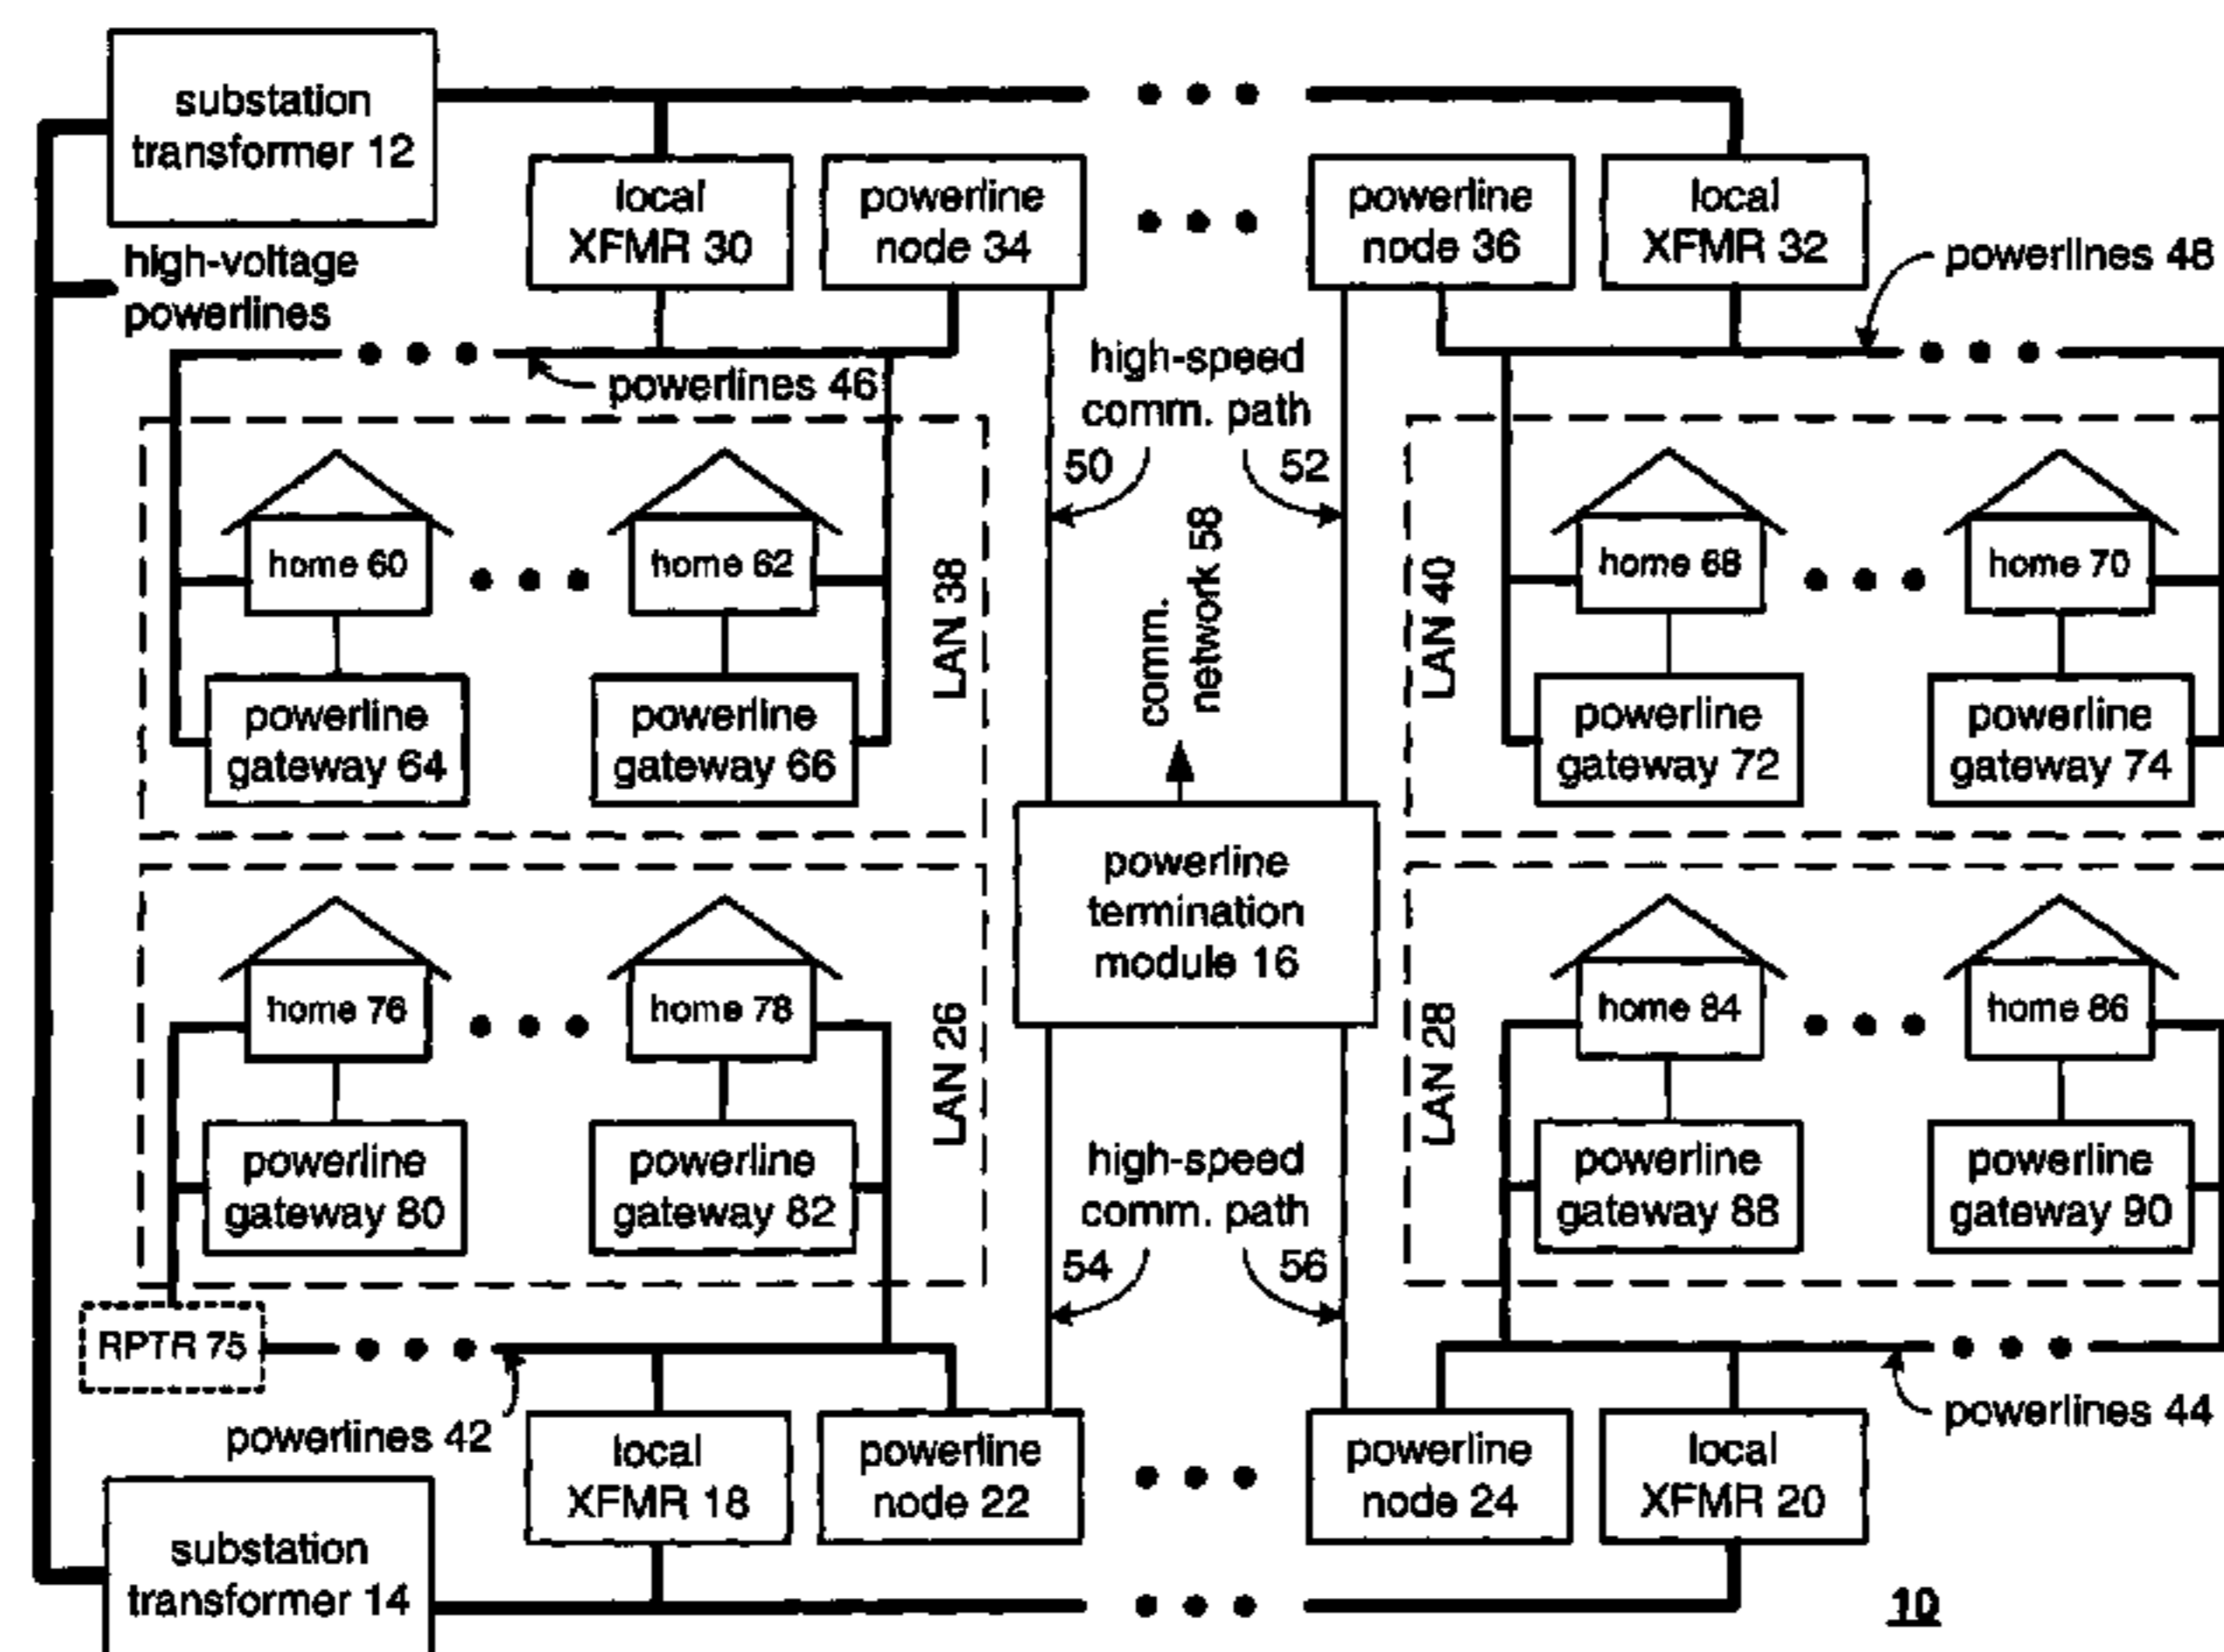 substation
transformer 12
local
XFMR 30
powerline
node 34
powerline
node 36
local
XFMR 32
high-voltage
powerlines
powerlines 46
powerlines 48
high-speed
comm. path
50
52
home 60
home 62
LAN 38
comm.
network 58
LAN 40
home 68
home 70
powerline
gateway 64
powerline
gateway 66
powerline
gateway 72
powerline
gateway 74
powerline
termination
module 16
home 76
home 78
LAN 26
LAN 28
home 84
home 86
powerline
gateway 80
powerline
gateway 82
high-speed
comm. path
54
56
powerline
gateway 88
powerline
gateway 90
RPTR 75
powerlines 42
powerlines 44
local
XFMR 18
powerline
node 22
powerline
node 24
local
XFMR 20
substation
transformer 14
10